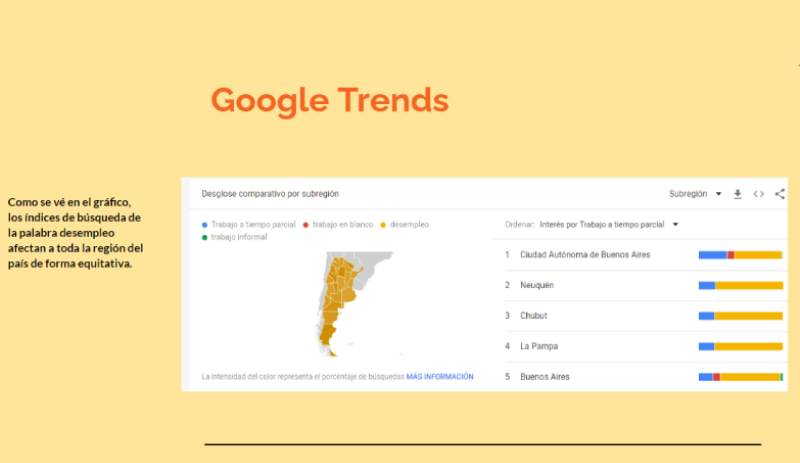 Google Trends
Como se vé en el gráfico,
los índices de búsqueda de
la palabra desempleo
afectan a toda la región del
país de forma equitativa.
Desglose comparativo por subregión
Subregión
Trabajo a tiempo parcial
trabajo en blanco
desempleo
trabajo informal
Ordenar: Interés por Trabajo a tiempo parcial
1 Ciudad Autónoma de Buenos Aires
2 Neuquén
3 Chubut
4 La Pampa
5 Buenos Aires
La intensidad del color representa el porcentaje de búsquedas MÁS INFORMACIÓN